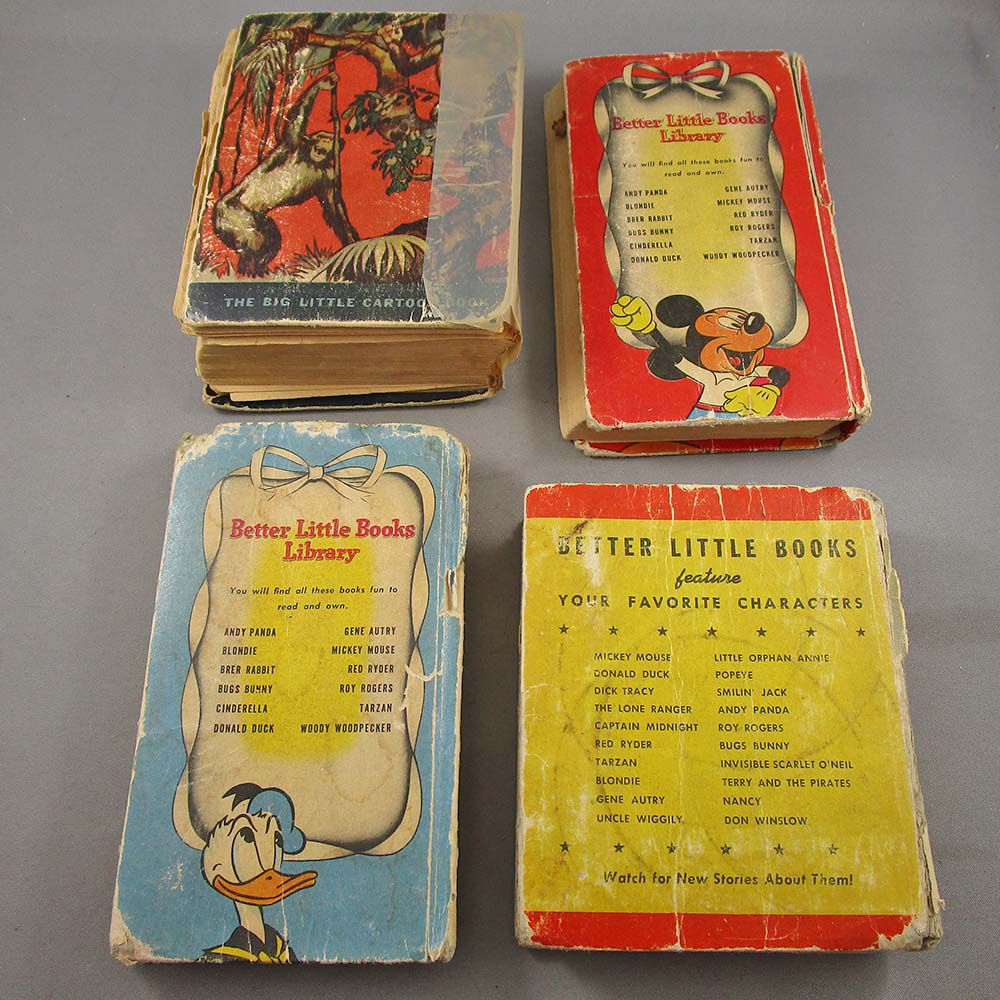 THE BIG LITTLE CARTOON BOOK
Better Little Books
Library
You will find all these books fun to
read and own.
ANDY PANDA GENE AUTRY
BLONDIE MICKEY MOUSE
BRER RABBIT RED RYDER
BUGS BUNNY ROY ROGERS
CINDERELLA TARZAN
DONALD DUCK WOODY WOODPECKER
Better Little Books
Library
You will find all these books fun to
read and own.
ANDY PANDA GENE AUTRY
BLONDIE MICKEY MOUSE
BRER RABBIT RED RYDER
BUGS BUNNY ROY ROGERS
CINDERELLA TARZAN
DONALD DUCK WOODY WOODPECKER
BETTER LITTLE BOOKS
feature
YOUR FAVORITE CHARACTERS
MICKEY MOUSE LITTLE ORPHAN ANNIE
DONALD DUCK POPEYE
DICK TRACY SMILIN' JACK
THE LONE RANGER ANDY PANDA
CAPTAIN MIDNIGHT ROY ROGERS
RED RYDER BUGS BUNNY
TARZAN INVISIBLE SCARLET O'NEIL
BLONDIE TERRY AND THE PIRATES
GENE AUTRY NANCY
UNCLE WIGGILY DON WINSLOW
Watch for New Stories About Them!